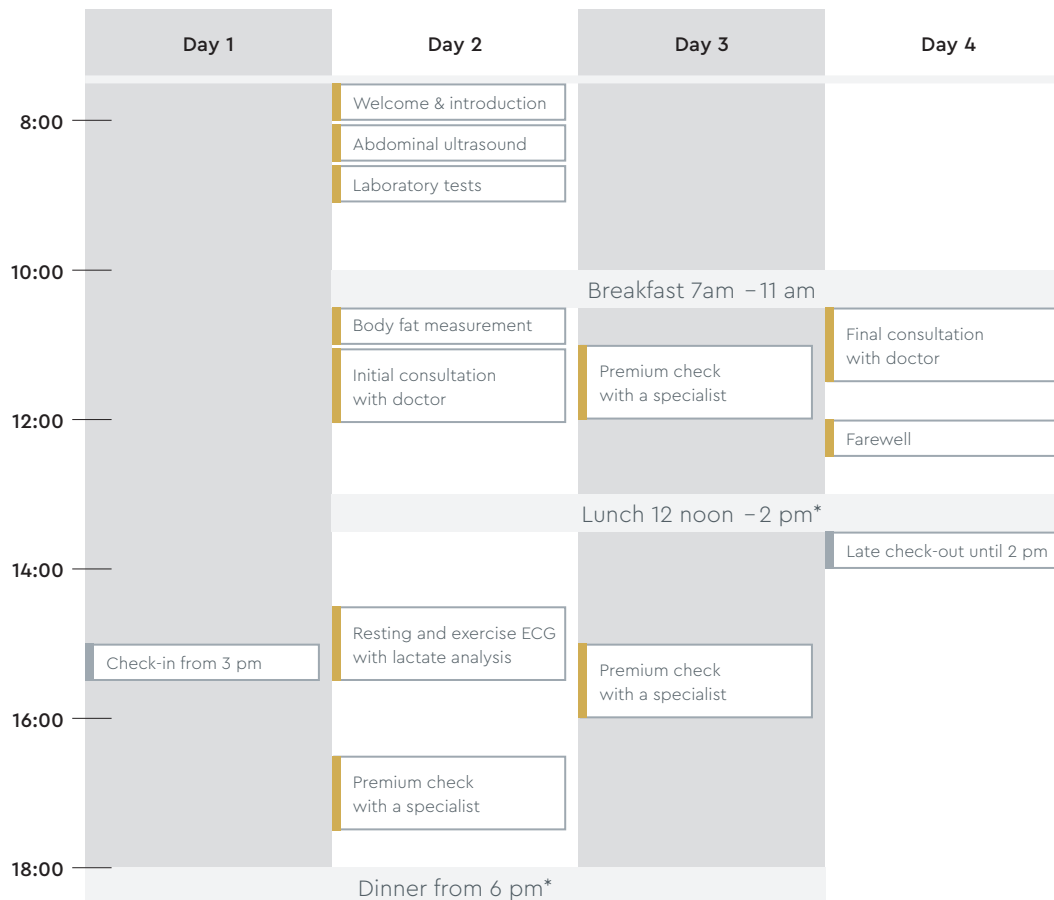 Day 1
Day 2
Day 3
Day 4
Welcome & introduction
8:00
Abdominal ultrasound
Laboratory tests
10:00
Breakfast 7am – 11 am
Body fat measurement
Final consultation
with doctor
Initial consultation
with doctor
Premium check
with a specialist
12:00
Farewell
Lunch 12 noon – 2 pm*
Late check-out until 2 pm
14:00
Resting and exercise ECG
with lactate analysis
Check-in from 3 pm
Premium check
with a specialist
16:00
Premium check
with a specialist
18:00
Dinner from 6 pm*